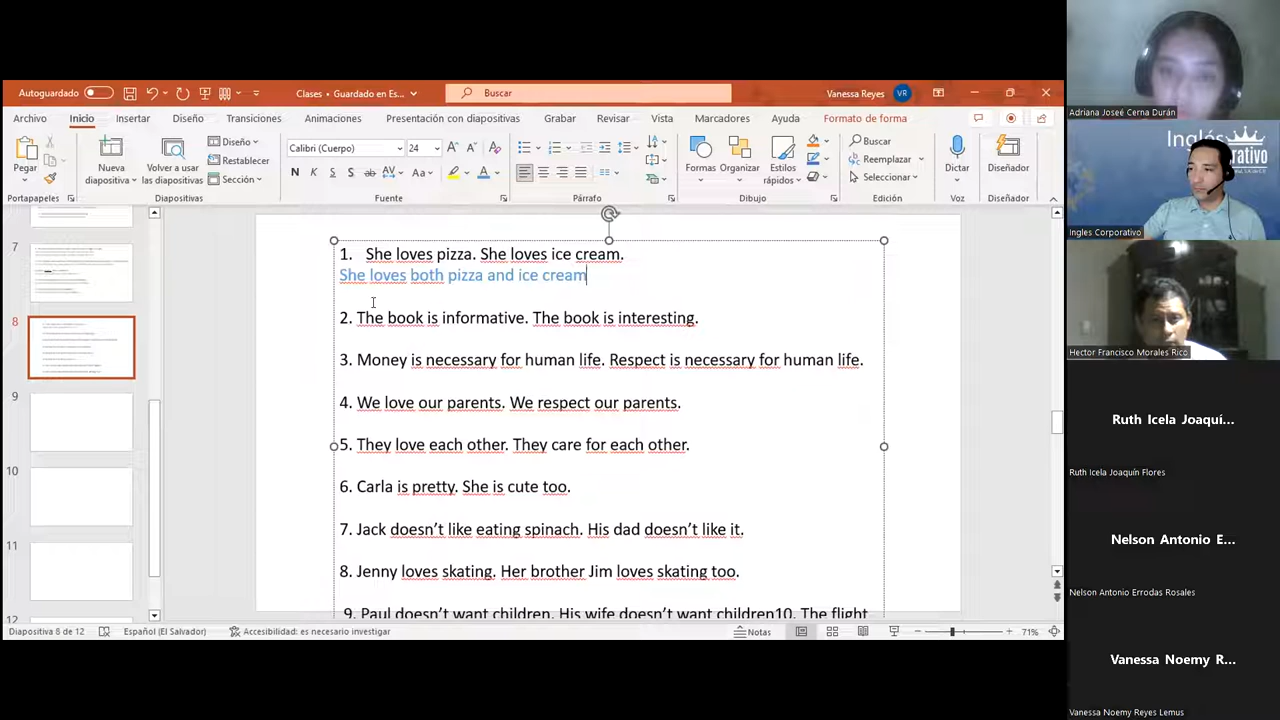 Autoguardado
Clases - Guardado en Es...
Buscar
Vanessa Reyes
VR
Archivo Inicio Insertar Diseño Transiciones Animaciones Presentación con diapositivas Grabar Revisar Vista Marcadores Ayuda Formato de forma
Pegar
Nueva diapositiva
Volver a usar las diapositivas
Diseño
Restablecer
Sección
Calibri (Cuerpo) 24
Formas
Organizar
Estilos rápidos
Buscar
Reemplazar
Seleccionar
Dictar
Diseñador
Portapapeles
Diapositivas
Fuente
Párrafo
Dibujo
Edición
Voz
Diseñador
7
8
9
10
11
12
1. She loves pizza. She loves ice cream.
She loves both pizza and ice cream
2. The book is informative. The book is interesting.
3. Money is necessary for human life. Respect is necessary for human life.
4. We love our parents. We respect our parents.
5. They love each other. They care for each other.
6. Carla is pretty. She is cute too.
7. Jack doesn't like eating spinach. His dad doesn't like it.
8. Jenny loves skating. Her brother Jim loves skating too.
9. Paul doesn't want children. His wife doesn't want children10. The flight
Diapositiva 8 de 12
Español (El Salvador)
Accesibilidad: es necesario investigar
Notas
71%
Adriana Joseé Cerna Durán
Inglés
orativo
Ingles Corporativo
Hector Francisco Morales Rico
Ruth Icela Joaquí...
Ruth Icela Joaquín Flores
Nelson Antonio E...
Nelson Antonio Errodas Rosales
Vanessa Noemy R...
Vanessa Noemy Reyes Lemus